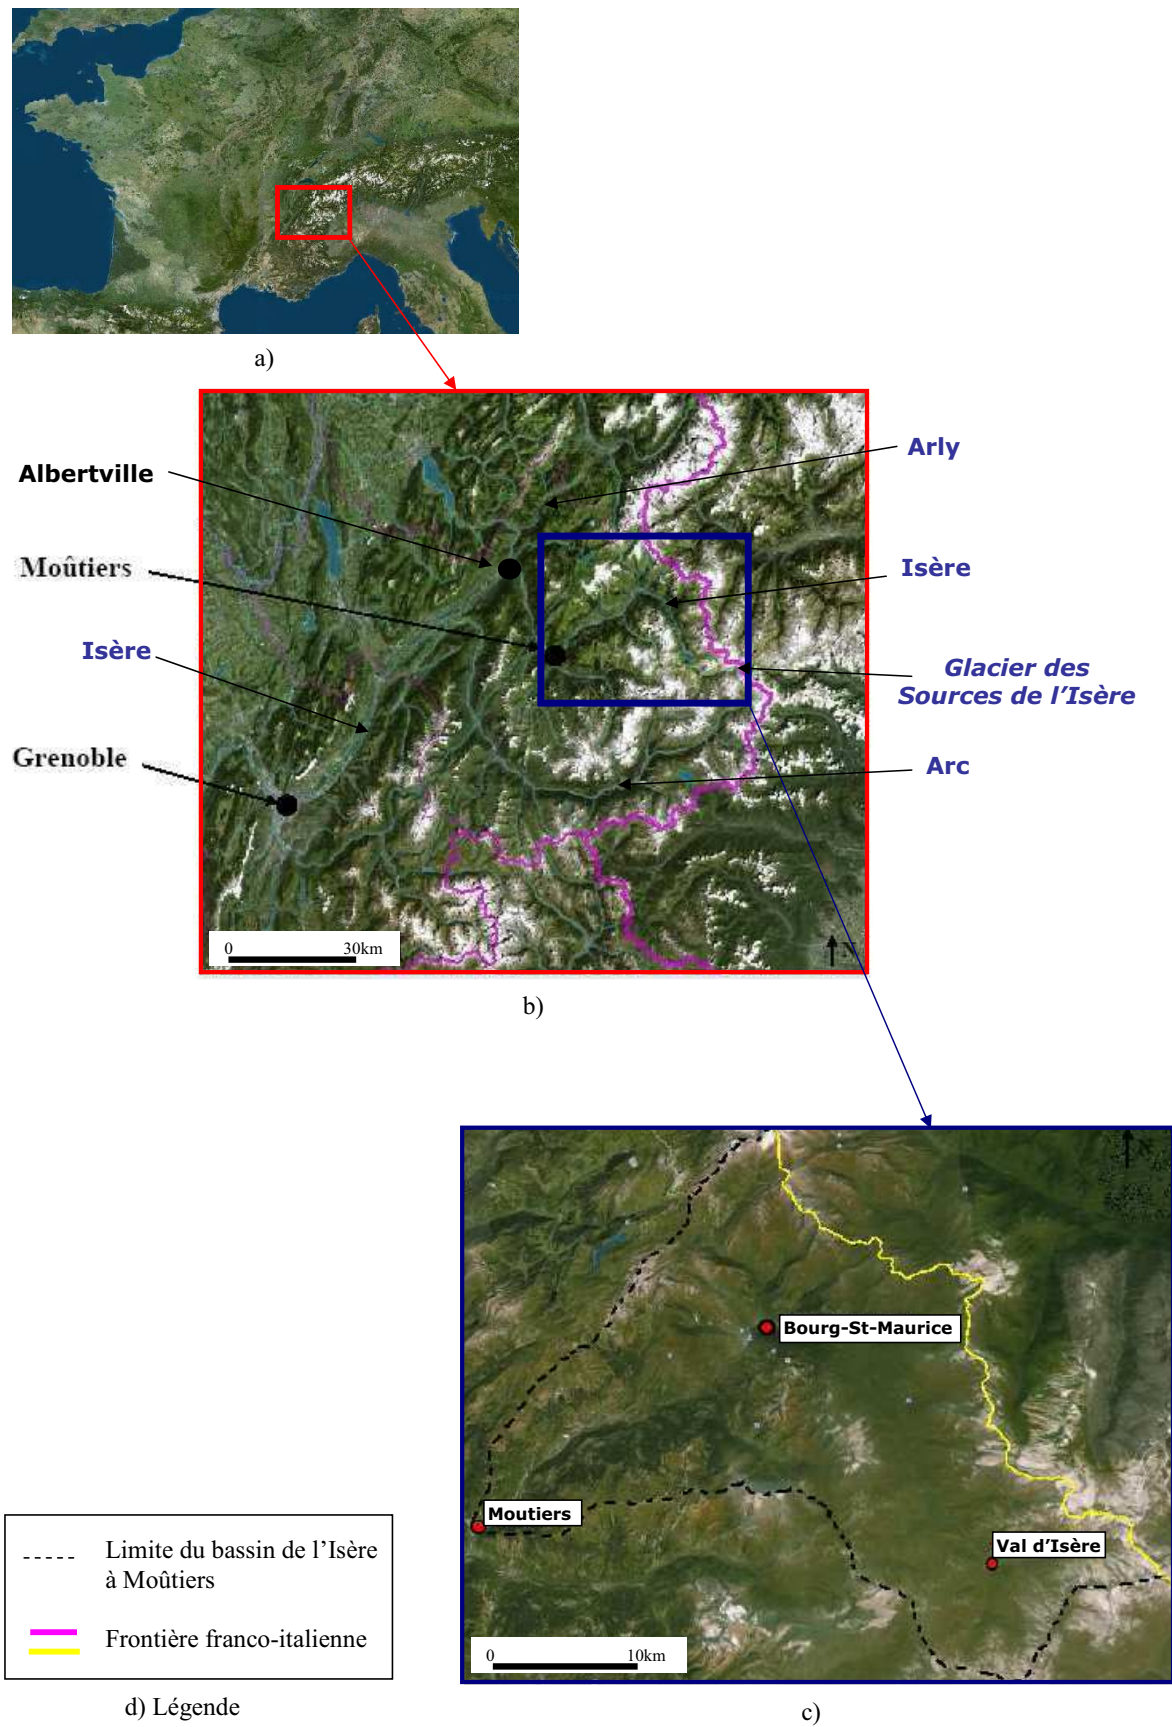 a)
Albertville
Moûtiers
Isère
Grenoble
Arly
Isère
Glacier des
Sources de l'Isère
Arc
0 30km
N
b)
N
Bourg-St-Maurice
Moutiers
Val d'Isère
0 10km
c)
Limite du bassin de l'Isère
à Moûtiers
Frontière franco-italienne
d) Légende